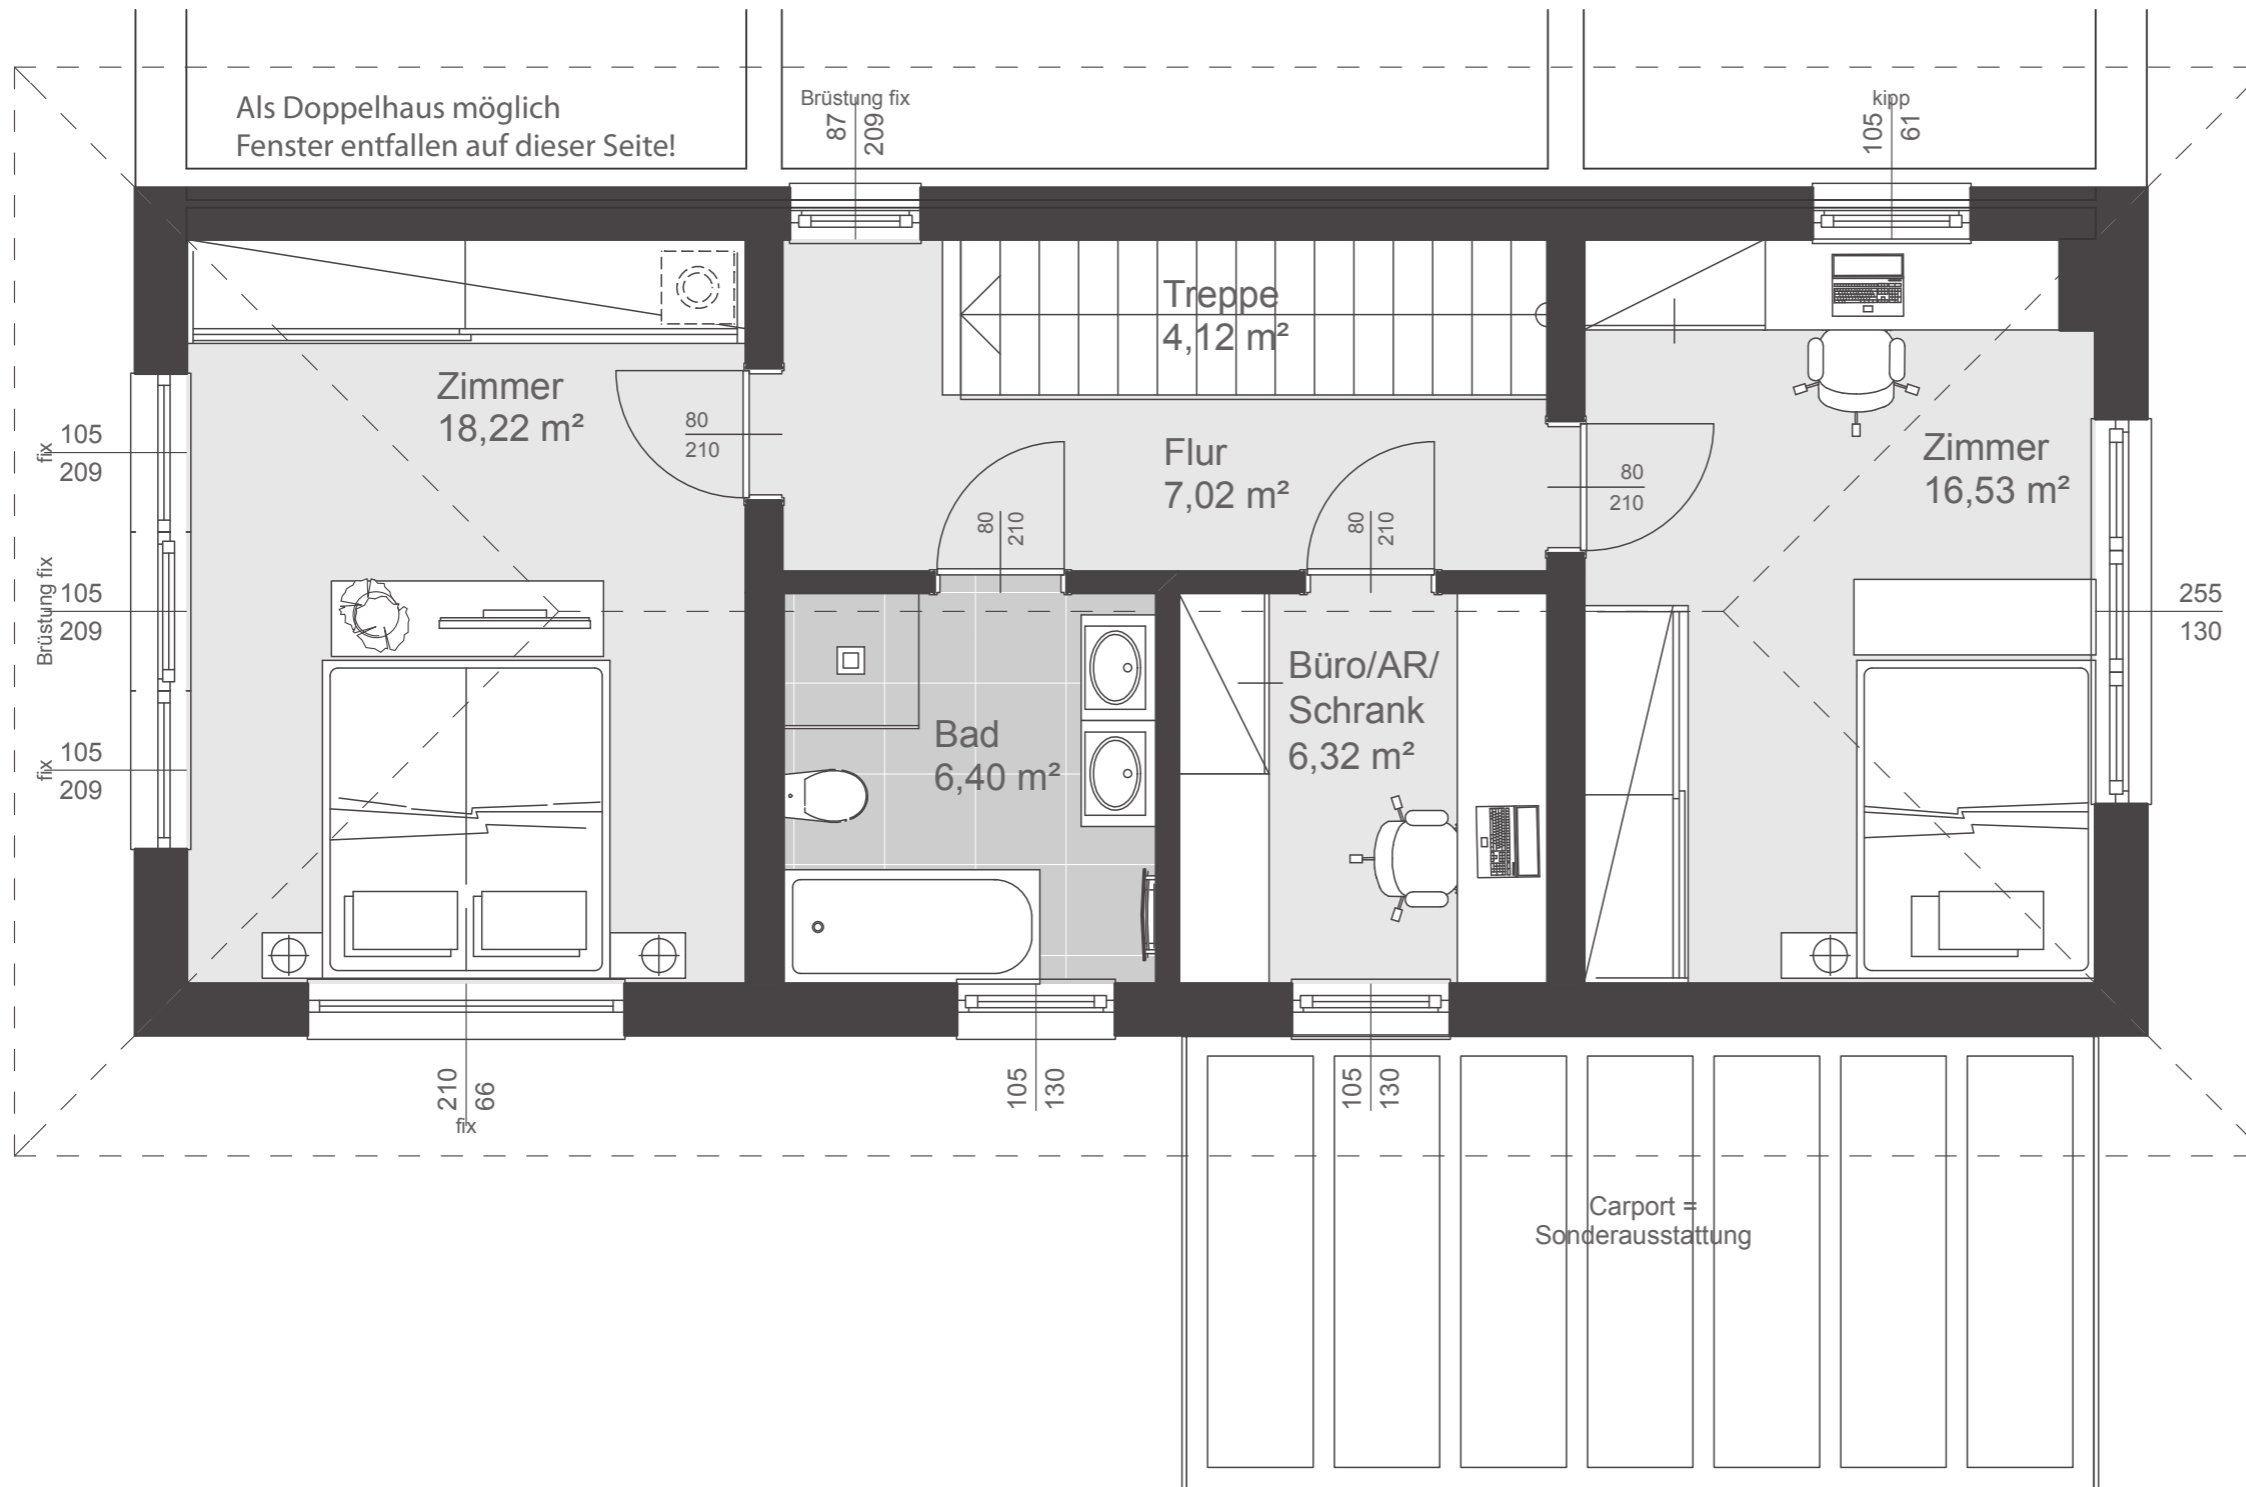 Als Doppelhaus möglich
Fenster entfallen auf dieser Seite!
Brüstung fix
87
209
kipp
105
61
Treppe
4,12 m²
Zimmer
18,22 m²
80
210
fix
105
209
Flur
7,02 m²
80
210
Zimmer
16,53 m²
80
210
80
210
Brüstung fix
105
209
255
130
fix
105
209
Bad
6,40 m²
Büro/AR/
Schrank
6,32 m²
210
66
fix
105
130
105
130
Carport =
Sonderausstattung